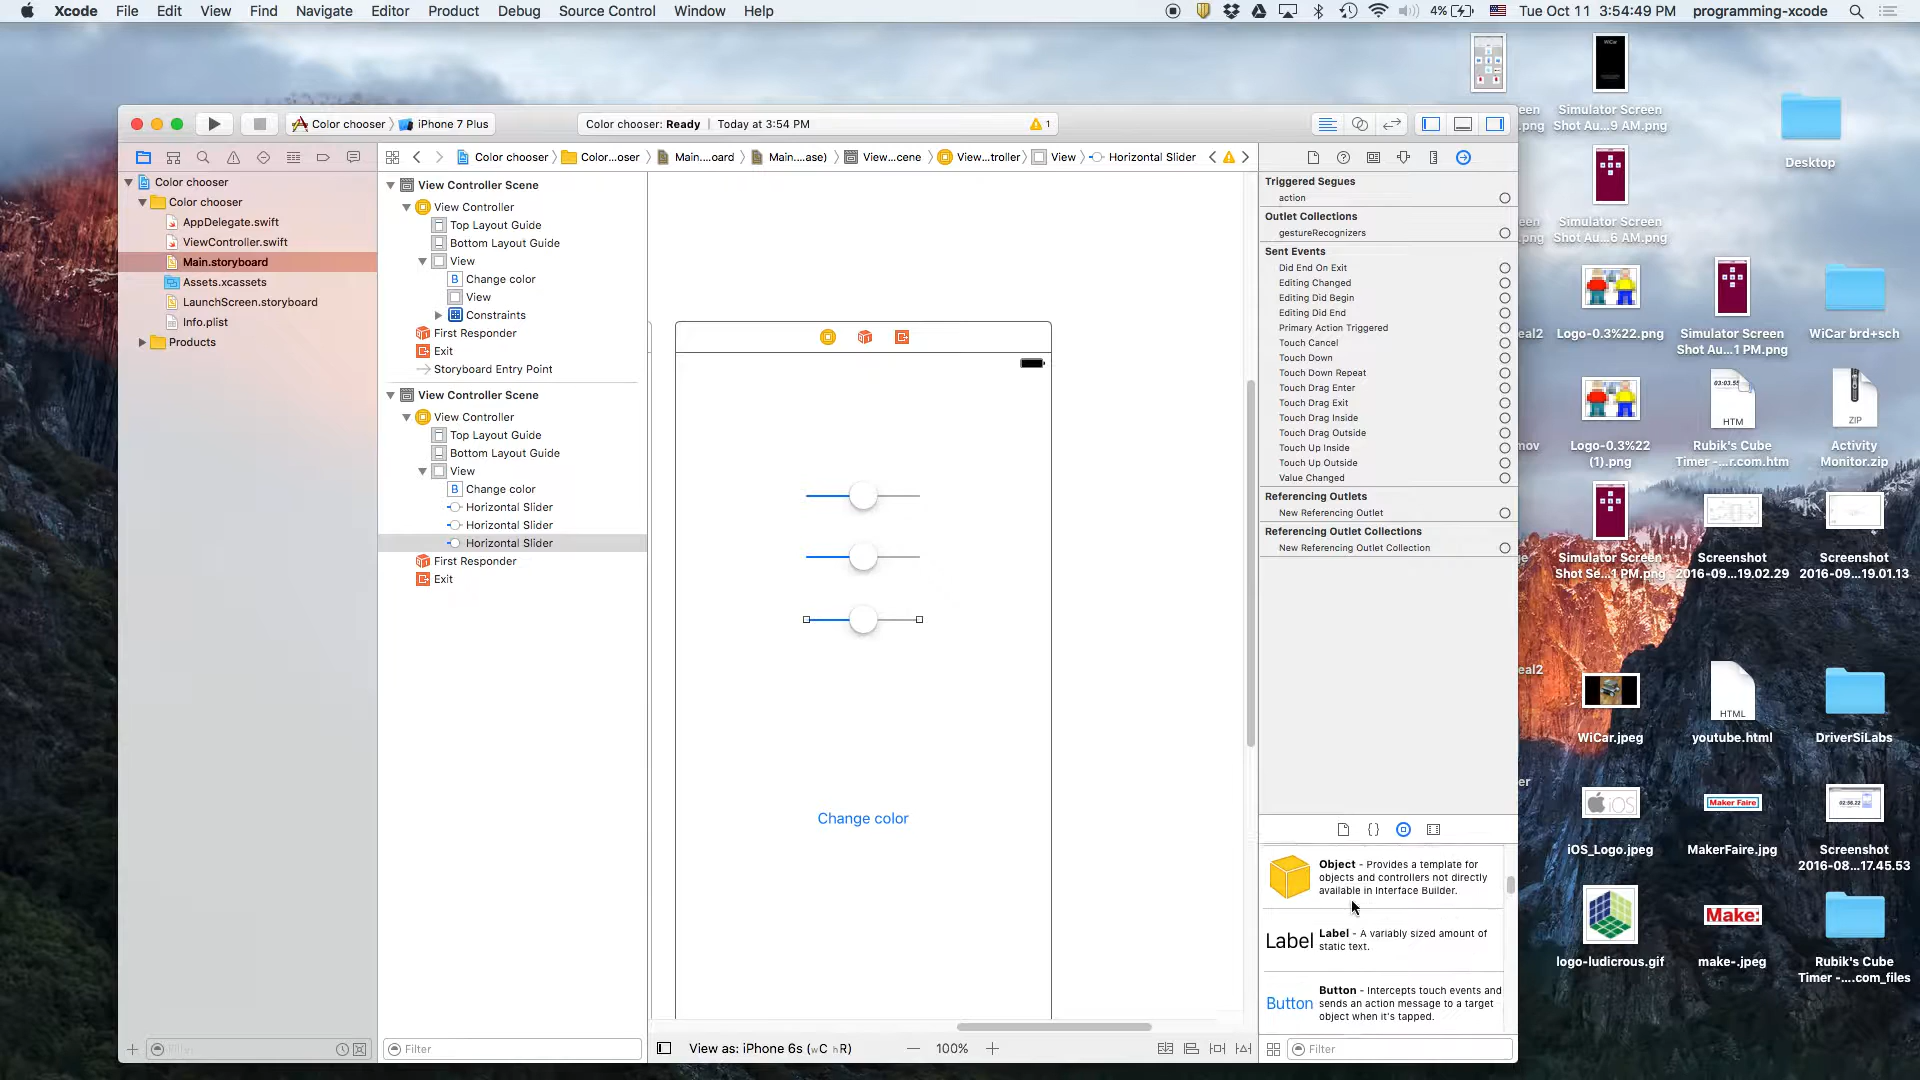 Xcode File Edit View Find Navigate Editor Product Debug Source Control Window Help
4% Tue Oct 11 3:54:49 PM programming-xcode
Color chooser iPhone 7 Plus
Color chooser: Ready | Today at 3:54 PM
1
Color chooser
Color...oser
Main....oard
Main....ase)
View...cene
View...troller
View
Horizontal Slider
Color chooser
Color chooser
AppDelegate.swift
ViewController.swift
Main.storyboard
Assets.xcassets
LaunchScreen.storyboard
Info.plist
Products
View Controller Scene
View Controller
Top Layout Guide
Bottom Layout Guide
View
B Change color
View
Constraints
First Responder
Exit
Storyboard Entry Point
View Controller Scene
View Controller
Top Layout Guide
Bottom Layout Guide
View
B Change color
Horizontal Slider
Horizontal Slider
Horizontal Slider
First Responder
Exit
Filter
Change color
View as: iPhone 6s (wC hR)
100%
Triggered Segues
action
Outlet Collections
gestureRecognizers
Sent Events
Did End On Exit
Editing Changed
Editing Did Begin
Editing Did End
Primary Action Triggered
Touch Cancel
Touch Down
Touch Down Repeat
Touch Drag Enter
Touch Drag Exit
Touch Drag Inside
Touch Drag Outside
Touch Up Inside
Touch Up Outside
Value Changed
Referencing Outlets
New Referencing Outlet
Referencing Outlet Collections
New Referencing Outlet Collection
Object - Provides a template for
objects and controllers not directly
available in Interface Builder.
Label
Label - A variably sized amount of
static text.
Button
Button - Intercepts touch events and
sends an action message to a target
object when it's tapped.
Filter
Simulator Screen
Shot Au...9 AM.png
Desktop
Simulator Screen
Shot Au...6 AM.png
Logo-0.3%22.png
Simulator Screen
Shot Au...1 PM.png
WiCar brd+sch
HTM
ZIP
Logo-0.3%22
(1).png
Rubik's Cube
Timer -...r.com.htm
Activity
Monitor.zip
Simulator Screen
Shot Se...1 PM.png
Screenshot
2016-09...19.02.29
Screenshot
2016-09...19.01.13
HTML
WiCar.jpeg
youtube.html
DriverSiLabs
iOS
Maker Faire
iOS_Logo.jpeg
MakerFaire.jpg
Screenshot
2016-08...17.45.53
Make:
logo-ludicrous.gif
make-.jpeg
Rubik's Cube
Timer -....com_files